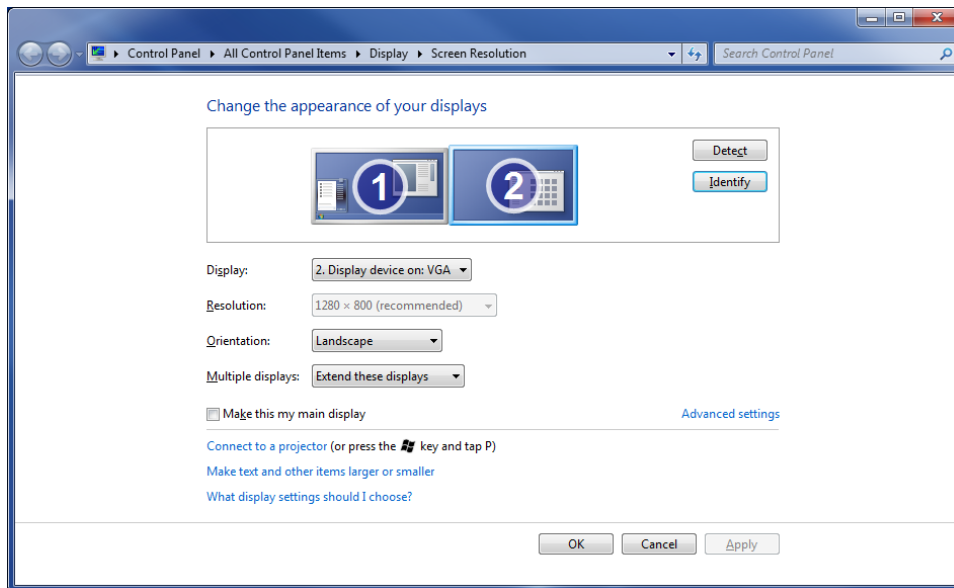 Control Panel ▸ All Control Panel Items ▸ Display ▸ Screen Resolution
Search Control Panel
Change the appearance of your displays
1 2
Detect
Identify
Display: 2. Display device on: VGA
Resolution: 1280 × 800 (recommended)
Orientation: Landscape
Multiple displays: Extend these displays
Make this my main display
Advanced settings
Connect to a projector (or press the key and tap P)
Make text and other items larger or smaller
What display settings should I choose?
OK Cancel Apply